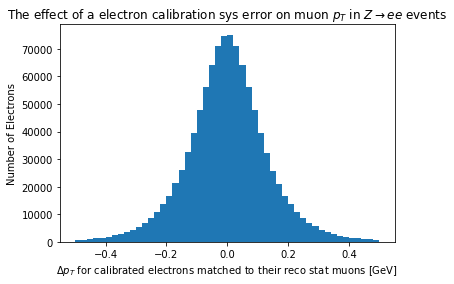 The effect of a electron calibration sys error on muon $p_T$ in $Z \rightarrow ee$ events
70000
60000
50000
40000
30000
20000
10000
0
Number of Electrons
−0.4 −0.2 0.0 0.2 0.4
$\Delta p_T$ for calibrated electrons matched to their reco stat muons [GeV]